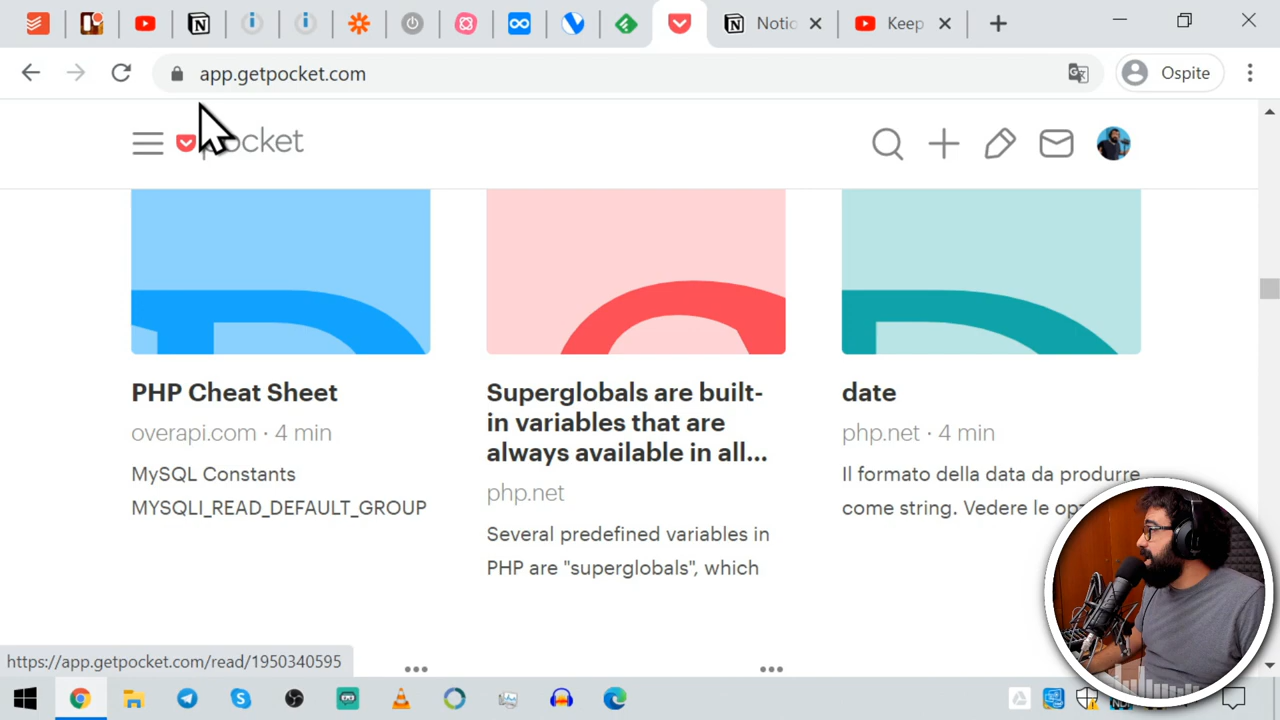 Notic
Keep
app.getpocket.com
Ospite
pocket
PHP Cheat Sheet
overapi.com · 4 min
MySQL Constants
MYSQLI_READ_DEFAULT_GROUP
Superglobals are built-
in variables that are
always available in all...
php.net
Several predefined variables in
PHP are "superglobals", which
date
php.net · 4 min
Il formato della data da produrre
come string. Vedere le
https://app.getpocket.com/read/1950340595